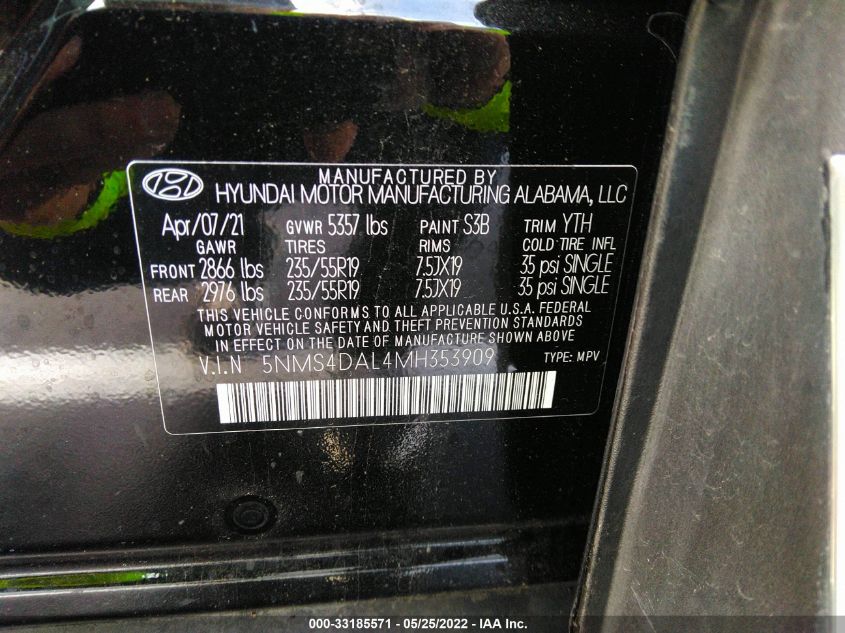 MANUFACTURED BY
HYUNDAI MOTOR MANUFACTURING ALABAMA, LLC
Apr/07/21 GVWR 5357 lbs PAINT S3B TRIM YTH
GAWR TIRES RIMS COLD TIRE INFL
FRONT 2866 lbs 235/55R19 7.5JX19 35 psi SINGLE
REAR 2976 lbs 235/55R19 7.5JX19 35 psi SINGLE
THIS VEHICLE CONFORMS TO ALL APPLICABLE U.S.A. FEDERAL
MOTOR VEHICLE SAFETY AND THEFT PREVENTION STANDARDS
IN EFFECT ON THE DATE OF MANUFACTURE SHOWN ABOVE.
V.I.N 5NMS4DAL4MH353909 TYPE: MPV
000-33185571 - 05/25/2022 - IAA Inc.